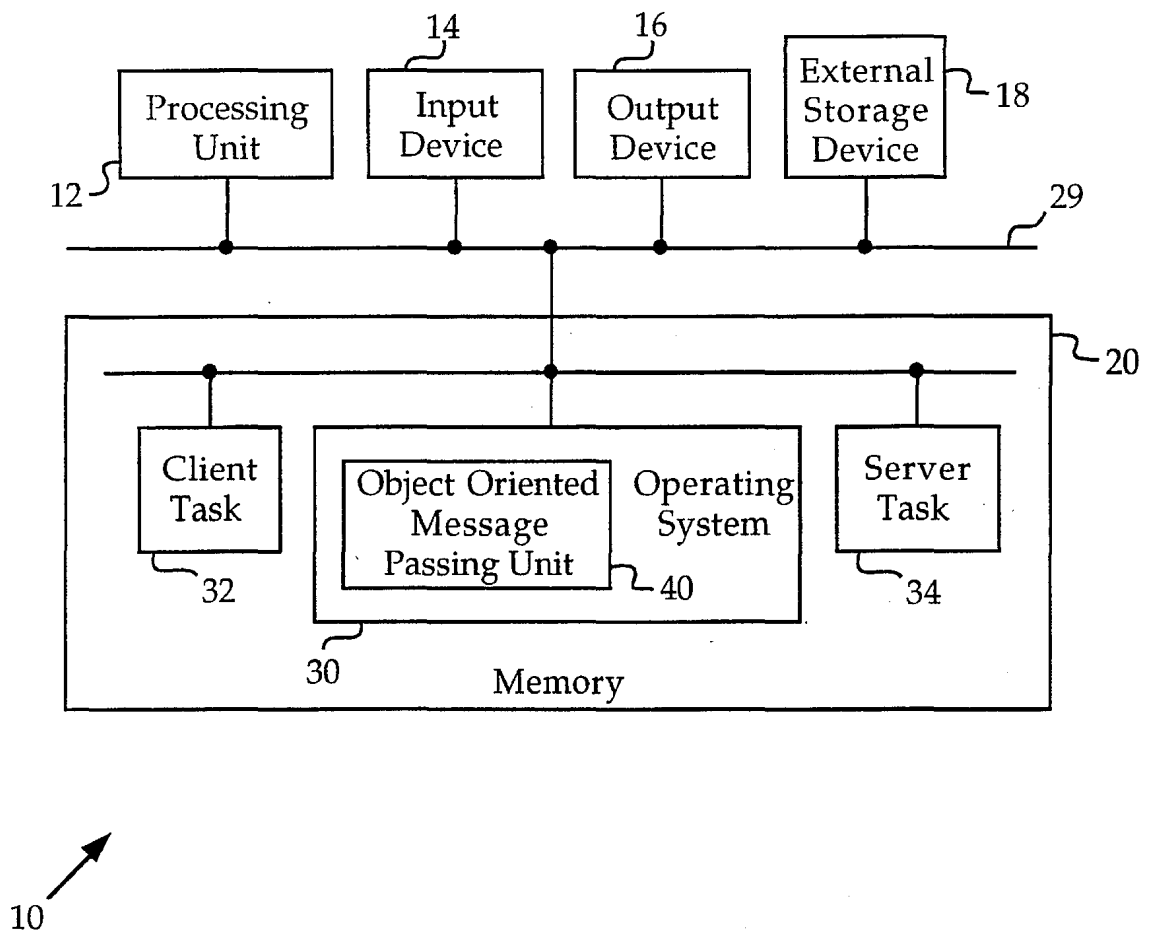 14
16
Processing
Unit
Input
Device
Output
Device
External
Storage
Device
18
12
29
20
Client
Task
Object Oriented
Message
Passing Unit
Operating
System
Server
Task
32
40
34
30
Memory
10